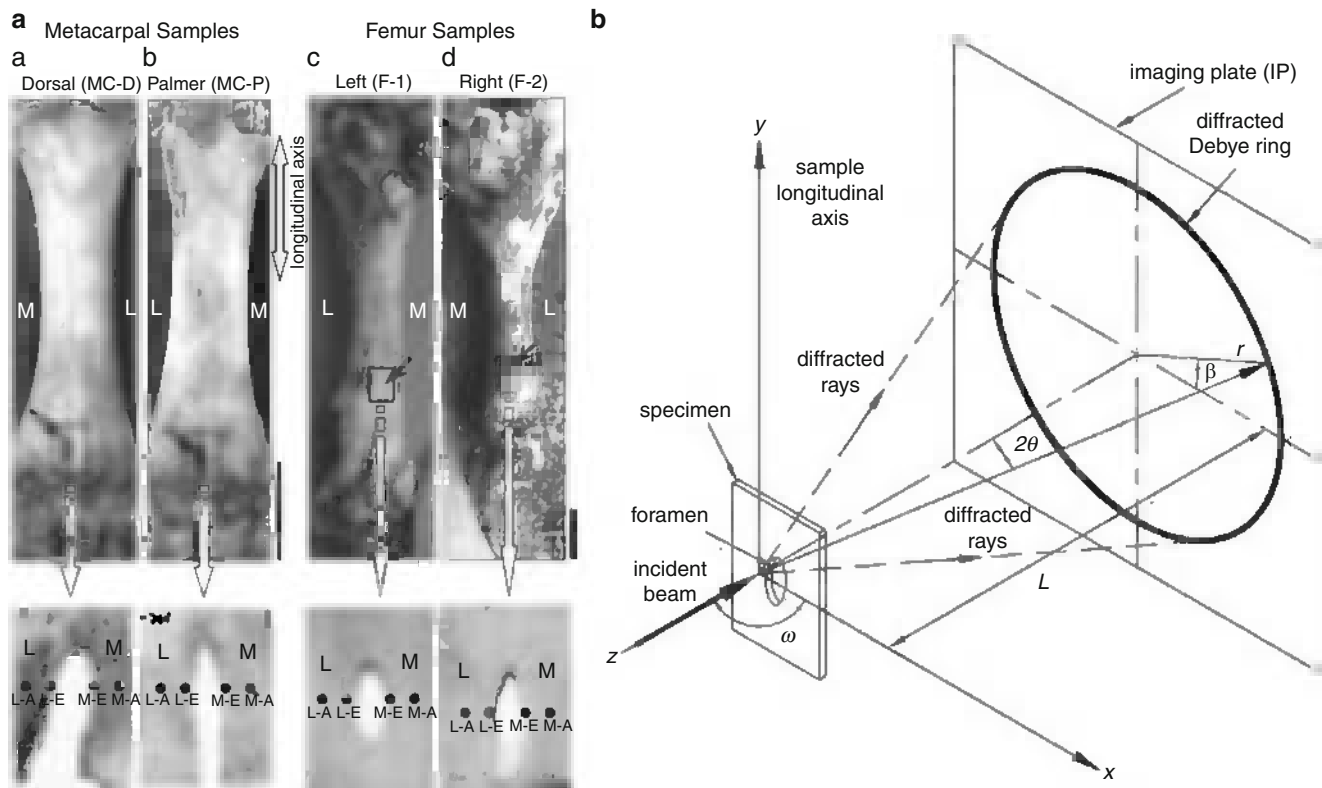 a
Metacarpal Samples
Femur Samples
a
b
c
d
Dorsal (MC-D)
Palmer (MC-P)
Left (F-1)
Right (F-2)
longitudinal axis
M
L
L
M
L
M
M
L
L
M
L
M
L
M
L-A
L-E
M-E
M-A
L-A
L-E
M-E
M-A
L-A
L-E
M-E
M-A
L-A
L-E
M-E
M-A
b
imaging plate (IP)
diffracted
Debye ring
y
sample
longitudinal
axis
r
β
diffracted
rays
specimen
2θ
foramen
diffracted
rays
incident
beam
L
ω
z
x